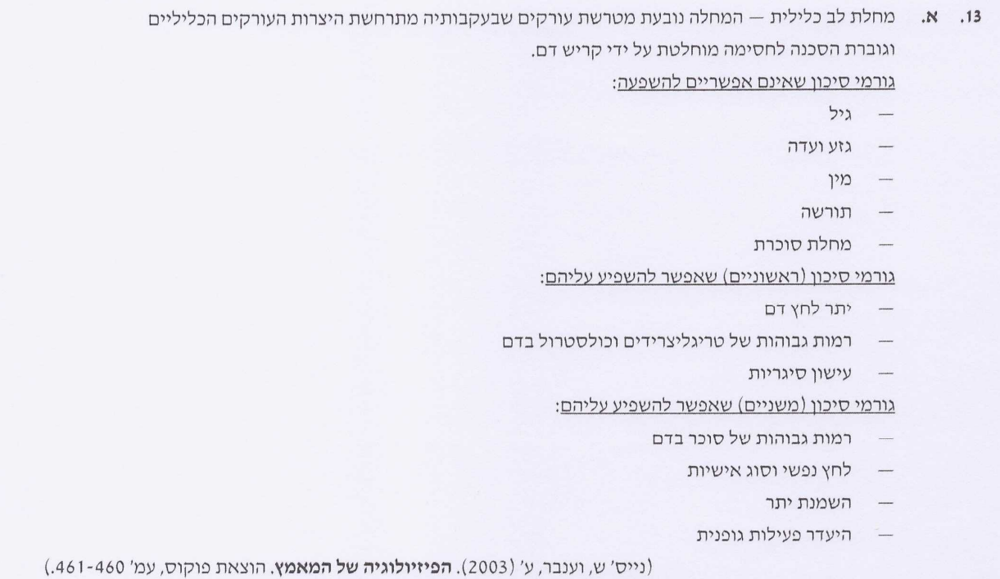 13. א. מחלת לב כלילית — המחלה נובעת מטרשת עורקים שבעקבותיה מתרחשת היצרות העורקים הכליליים
וגוברת הסכנה לחסימה מוחלטת על ידי קריש דם.
גורמי סיכון שאינם אפשריים להשפעה:
— גיל
— גזע ועדה
— מין
— תורשה
— מחלת סוכרת
גורמי סיכון (ראשוניים) שאפשר להשפיע עליהם:
— יתר לחץ דם
— רמות גבוהות של טריגליצרידים וכולסטרול בדם
— עישון סיגריות
גורמי סיכון (משניים) שאפשר להשפיע עליהם:
— רמות גבוהות של סוכר בדם
— לחץ נפשי וסוג אישיות
— השמנת יתר
— היעדר פעילות גופנית
(נייס' ש, וענבר, ע' (2003). הפיזיולוגיה של המאמץ. הוצאת פוקוס, עמ' 461-460.)